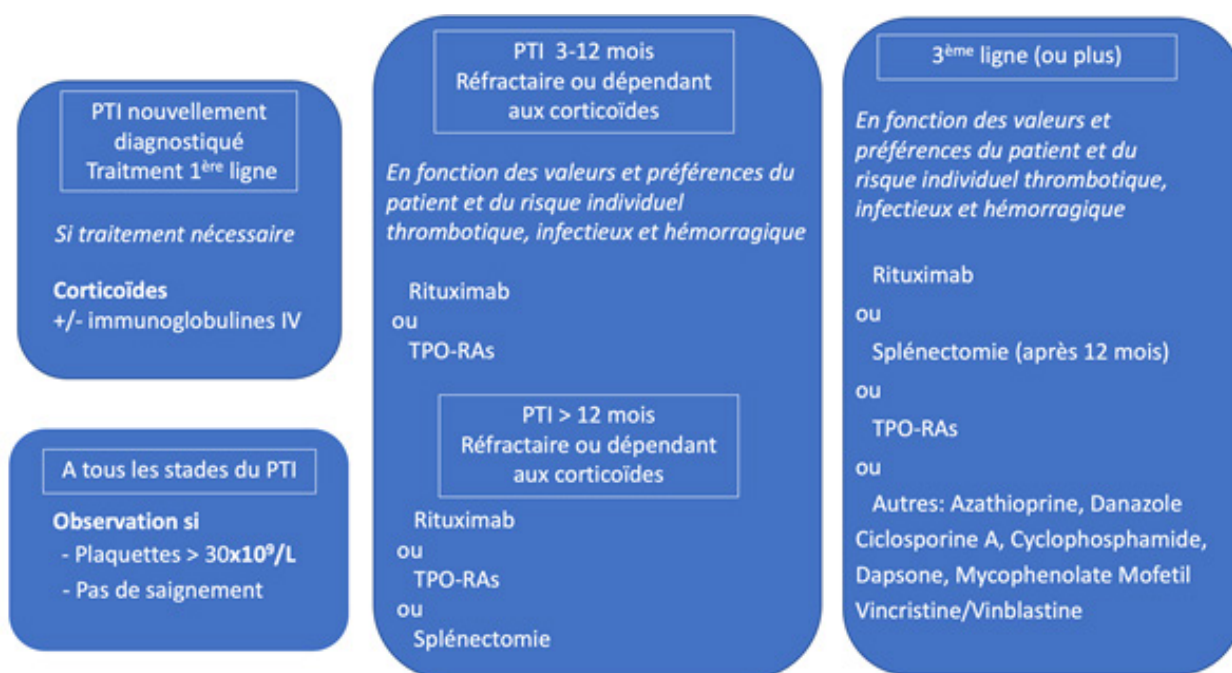 PTI nouvellement
diagnostiqué
Traitement 1ère ligne
Si traitement nécessaire
Corticoïdes
+/- immunoglobulines IV
A tous les stades du PTI
Observation si
- Plaquettes > 30x10⁹/L
- Pas de saignement
PTI 3-12 mois
Réfractaire ou dépendant
aux corticoïdes
En fonction des valeurs et préférences du
patient et du risque individuel
thrombotique, infectieux et hémorragique
Rituximab
ou
TPO-RAs
PTI > 12 mois
Réfractaire ou dépendant
aux corticoïdes
Rituximab
ou
TPO-RAs
ou
Splénectomie
3ème ligne (ou plus)
En fonction des valeurs et
préférences du patient et du
risque individuel thrombotique,
infectieux et hémorragique
Rituximab
ou
Splénectomie (après 12 mois)
ou
TPO-RAs
ou
Autres: Azathioprine, Danazole
Ciclosporine A, Cyclophosphamide,
Dapsone, Mycophenolate Mofetil
Vincristine/Vinblastine